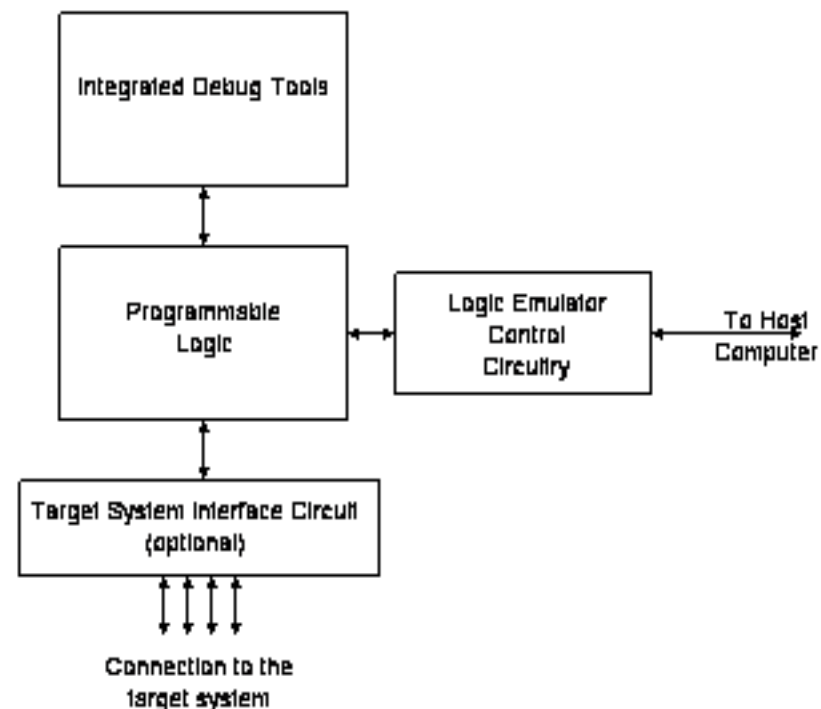 Integrated Debug Tools
Programmable
Logic
Logic Emulator
Control
Circuitry
To Host
Computer
Target System Interface Circuit
(optional)
Connection to the
target system